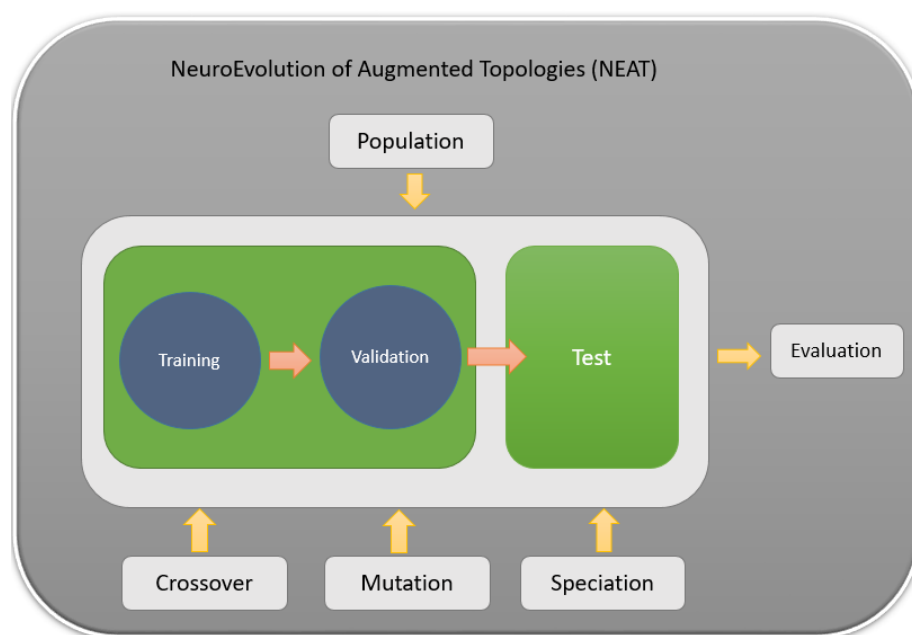 NeuroEvolution of Augmented Topologies (NEAT)
Population
Training
Validation
Test
Evaluation
Crossover
Mutation
Speciation